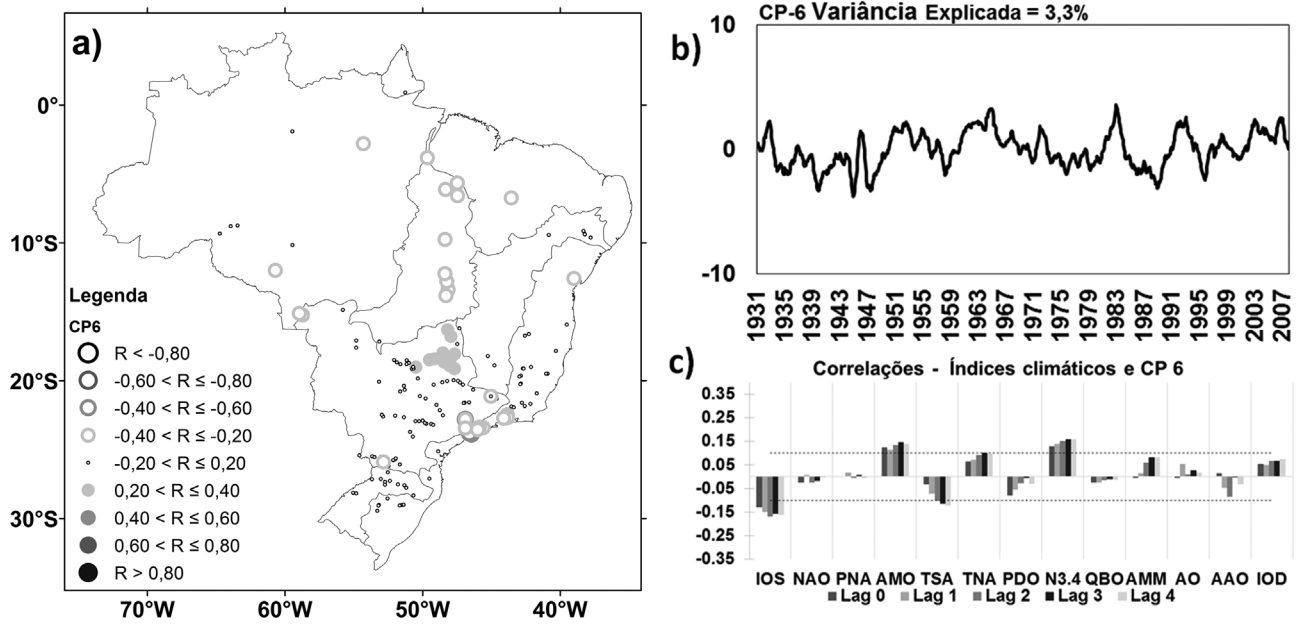 a)
0°
10°S
20°S
30°S
70°W
60°W
50°W
40°W
Legenda
CP6
R < -0,80
-0,60 < R ≤ -0,80
-0,40 < R ≤ -0,60
-0,40 < R ≤ -0,20
-0,20 < R ≤ 0,20
0,20 < R ≤ 0,40
0,40 < R ≤ 0,60
0,60 < R ≤ 0,80
R > 0,80
b)
CP-6 Variância Explicada = 3,3%
10
0
-10
1931
1935
1939
1943
1947
1951
1955
1959
1963
1967
1971
1975
1979
1983
1987
1991
1995
1999
2003
2007
c)
Correlações - Índices climáticos e CP 6
0.35
0.25
0.15
0.05
-0.05
-0.15
-0.25
-0.35
IOS NAO PNA AMO TSA TNA PDO N3.4 QBO AMM AO AAO IOD
Lag 0 Lag 1 Lag 2 Lag 3 Lag 4